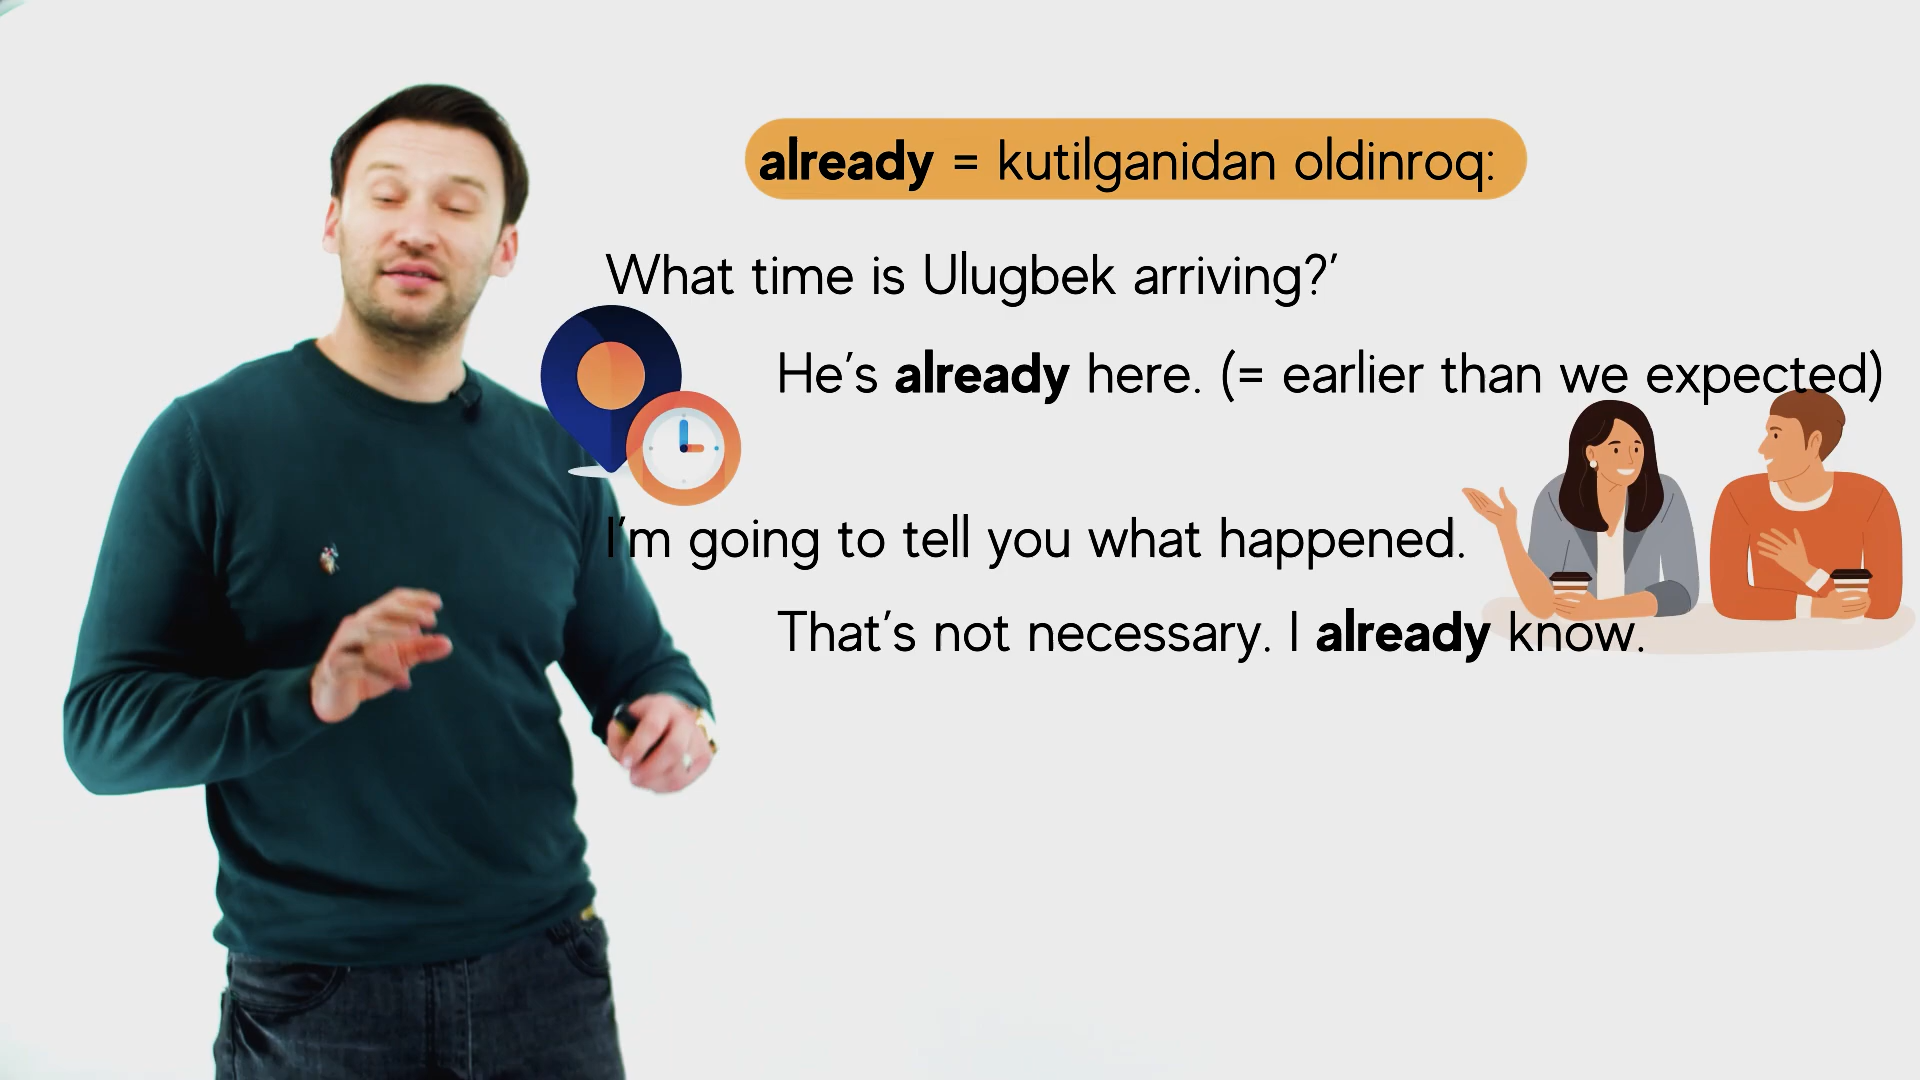 already = kutilganidan oldinroq:
What time is Ulugbek arriving?’
He’s already here. (= earlier than we expected)
I’m going to tell you what happened.
That’s not necessary. I already know.